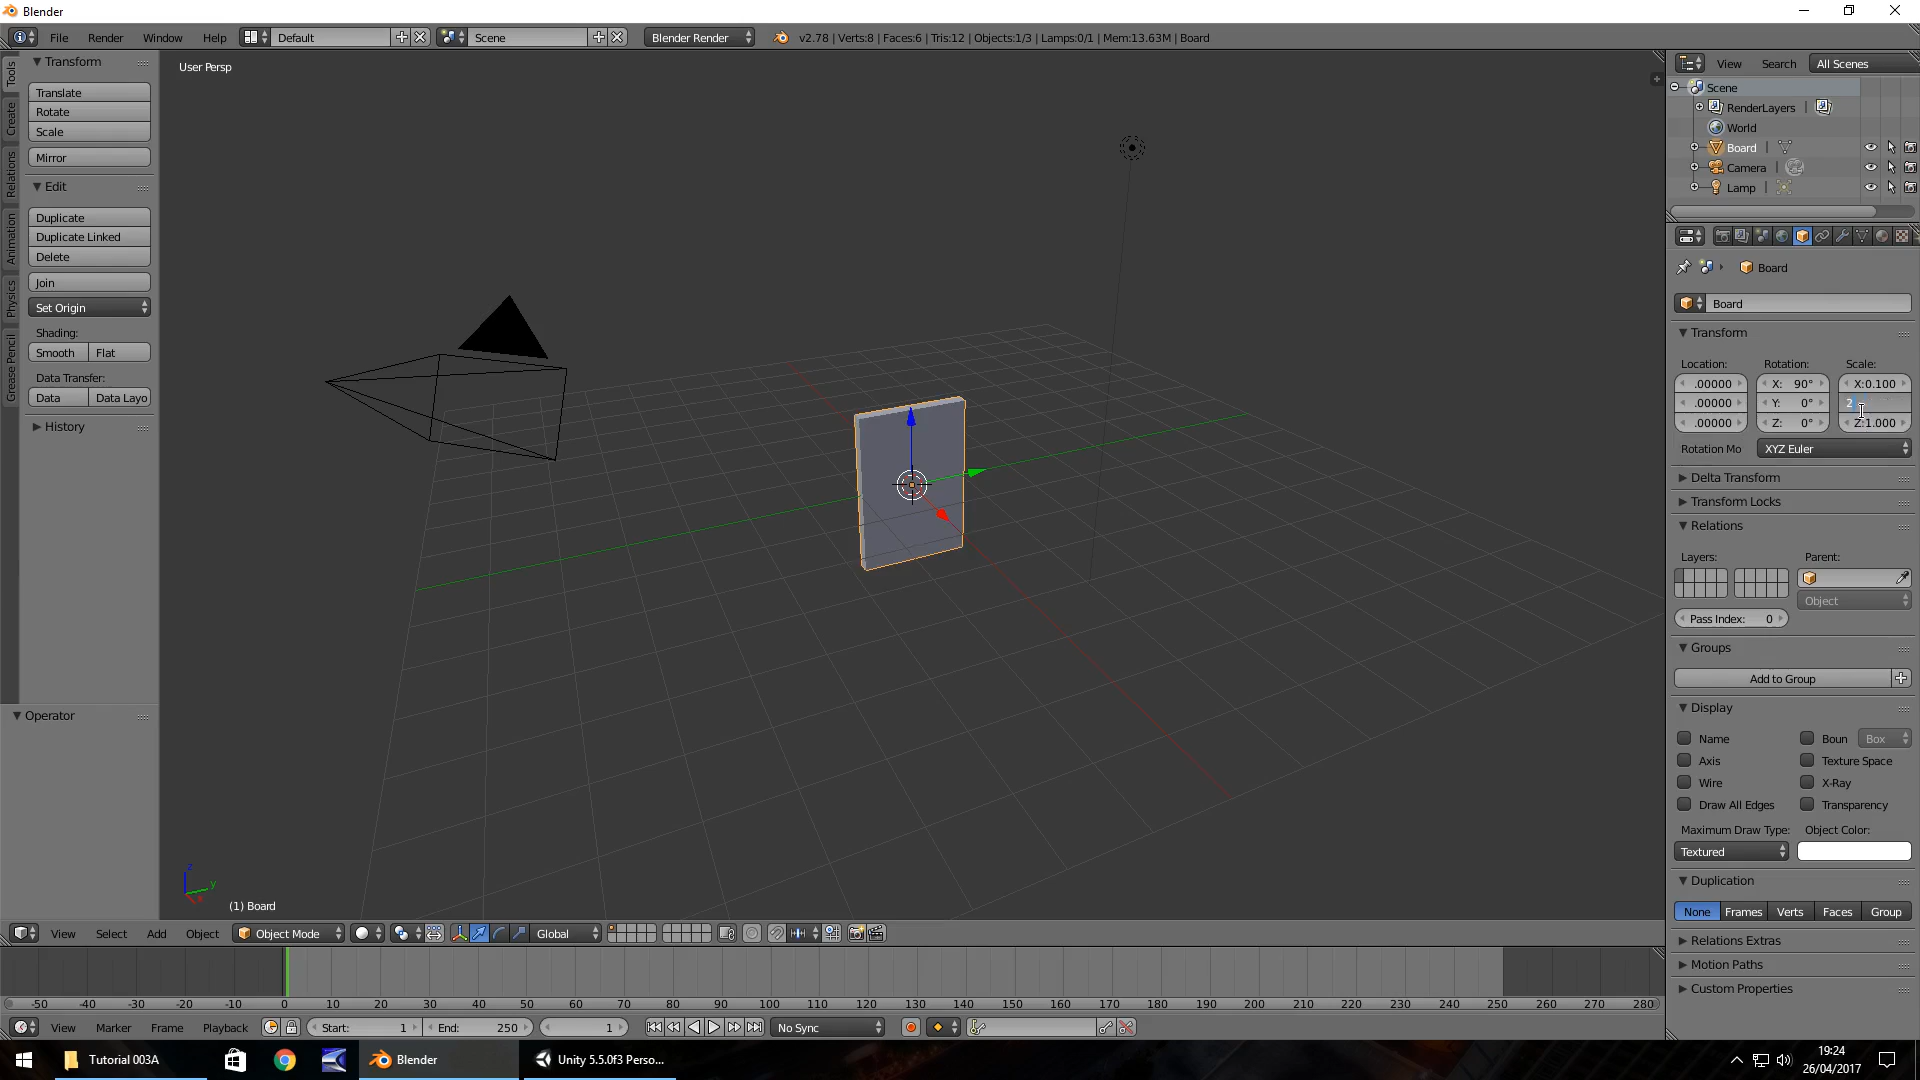 Blender
File Render Window Help Default Scene Blender Render v2.78 | Verts:8 | Faces:6 | Tris:12 | Objects:1/3 | Lamps:0/1 | Mem:13.63M | Board
Tools
Create
Relations
Animation
Physics
Grease Pencil
Transform
Translate
Rotate
Scale
Mirror
Edit
Duplicate
Duplicate Linked
Delete
Join
Set Origin
Shading:
Smooth Flat
Data Transfer:
Data Data Layo
History
Operator
User Persp
z
y
x
(1) Board
View Search All Scenes
Scene
RenderLayers |
World
Board |
Camera |
Lamp |
Board
Board
Transform
Location: Rotation: Scale:
.00000 X: 90° X:0.100
.00000 Y: 0° 2
.00000 Z: 0° Z:1.000
Rotation Mo XYZ Euler
Delta Transform
Transform Locks
Relations
Layers: Parent:
Object
Pass Index: 0
Groups
Add to Group
Display
Name Boun Box
Axis Texture Space
Wire X-Ray
Draw All Edges Transparency
Maximum Draw Type: Object Color:
Textured
Duplication
None Frames Verts Faces Group
Relations Extras
Motion Paths
Custom Properties
View Select Add Object Object Mode Global
-50 -40 -30 -20 -10 0 10 20 30 40 50 60 70 80 90 100 110 120 130 140 150 160 170 180 190 200 210 220 230 240 250 260 270 280
View Marker Frame Playback Start: 1 End: 250 1 No Sync
Tutorial 003A Blender Unity 5.5.0f3 Perso...
19:24
26/04/2017